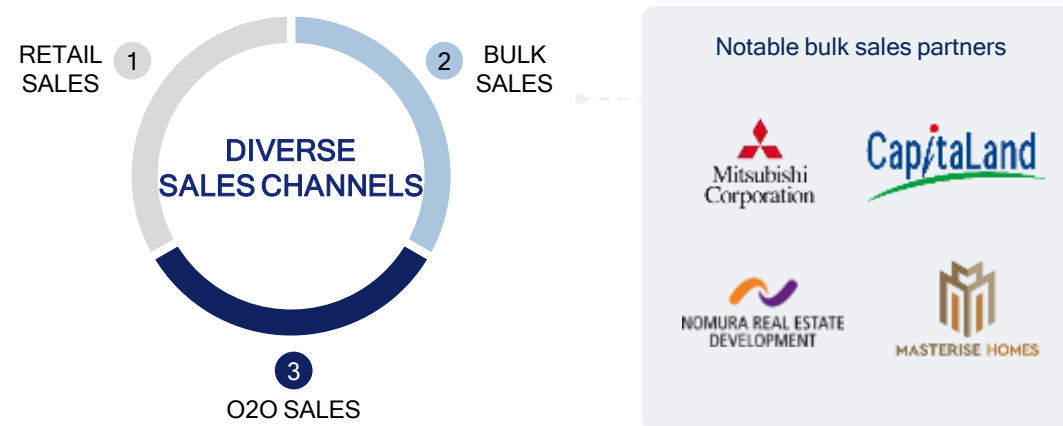 RETAIL
SALES
1
2
BULK
SALES
DIVERSE
SALES CHANNELS
3
O2O SALES
Notable bulk sales partners
Mitsubishi
Corporation
CapitaLand
NOMURA REAL ESTATE
DEVELOPMENT
MASTERISE HOMES